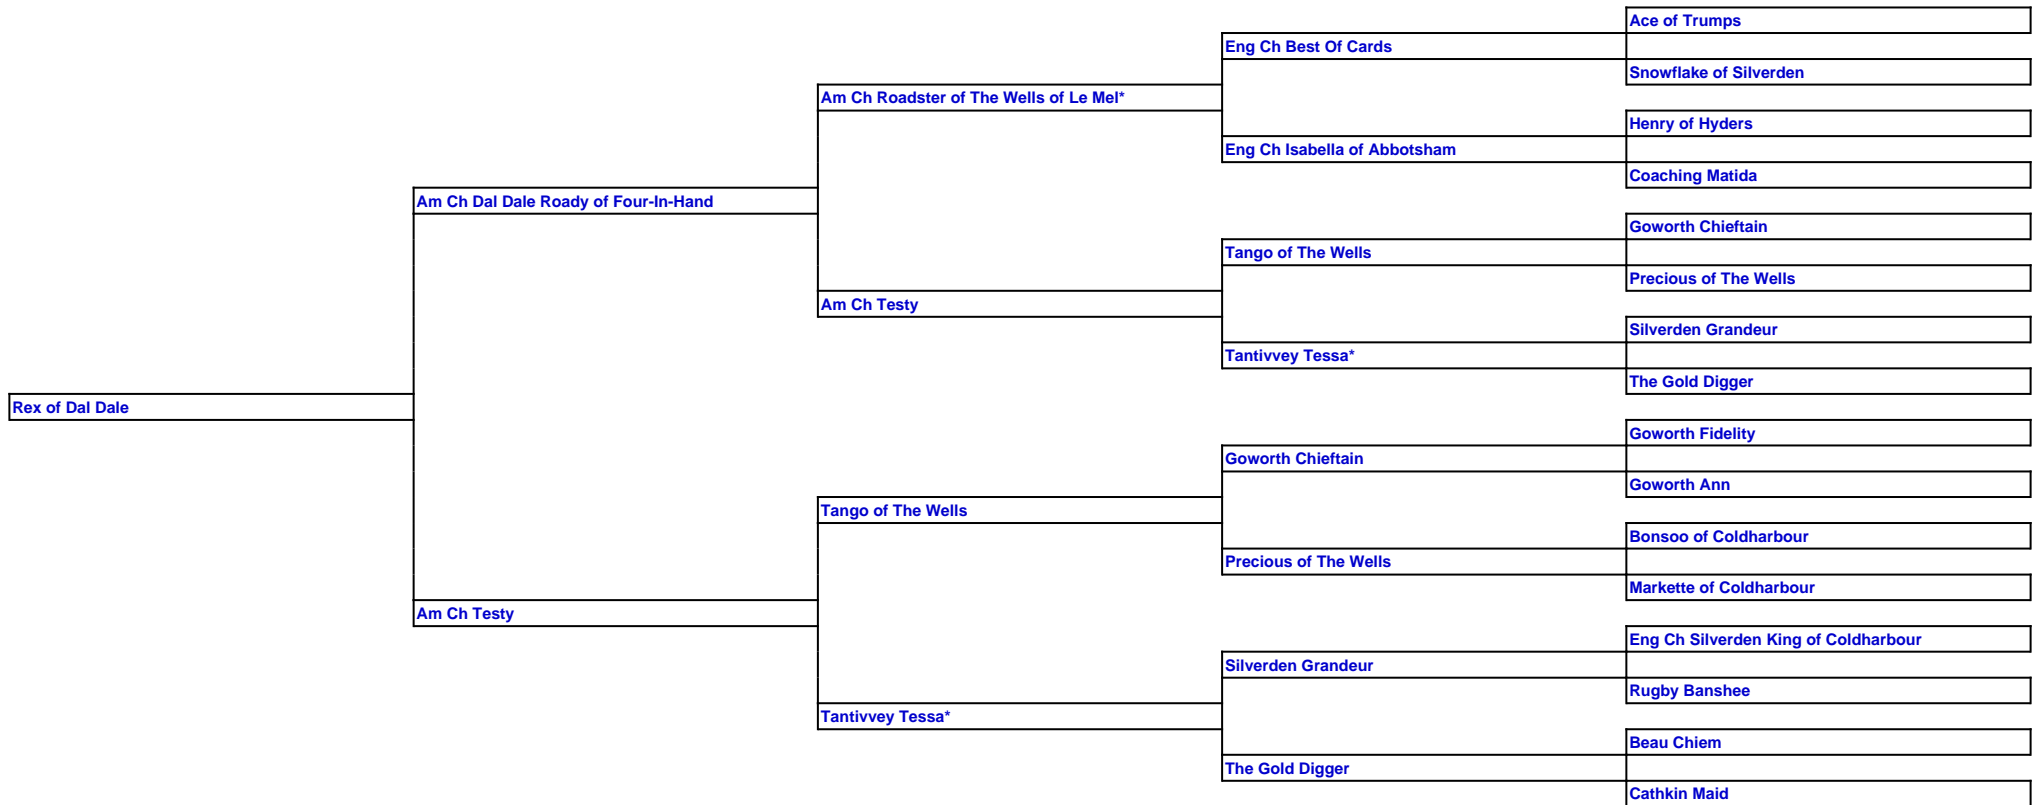 Ace of Trumps
Eng Ch Best Of Cards
Snowflake of Silverden
Am Ch Roadster of The Wells of Le Mel*
Henry of Hyders
Eng Ch Isabella of Abbotsham
Coaching Matida
Am Ch Dal Dale Roady of Four-In-Hand
Goworth Chieftain
Tango of The Wells
Precious of The Wells
Am Ch Testy
Silverden Grandeur
Tantivvey Tessa*
The Gold Digger
Rex of Dal Dale
Goworth Fidelity
Goworth Chieftain
Goworth Ann
Tango of The Wells
Bonsoo of Coldharbour
Precious of The Wells
Markette of Coldharbour
Am Ch Testy
Eng Ch Silverden King of Coldharbour
Silverden Grandeur
Rugby Banshee
Tantivvey Tessa*
Beau Chiem
The Gold Digger
Cathkin Maid